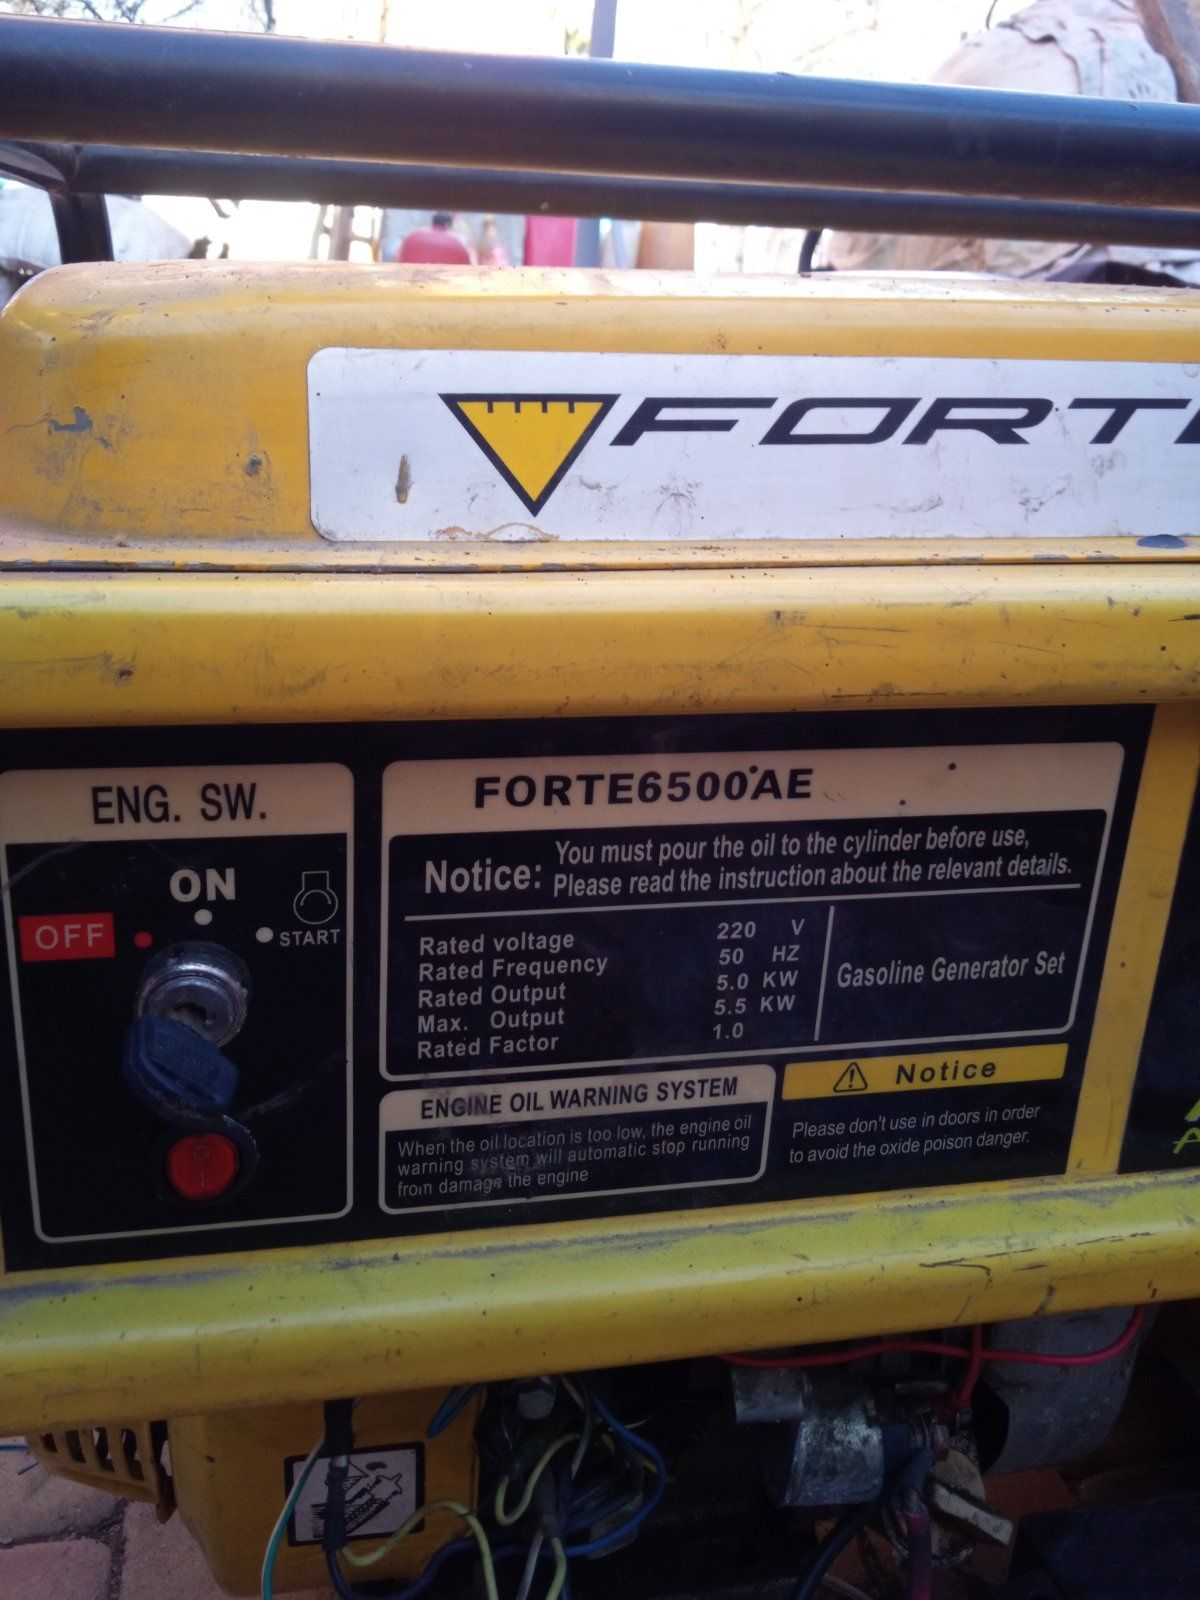 FORTE
ENG. SW.
ON
OFF
START
FORTE6500AE
Notice: You must pour the oil to the cylinder before use,
Please read the instruction about the relevant details.
Rated voltage 220 V
Rated Frequency 50 HZ
Rated Output 5.0 KW
Max. Output 5.5 KW
Rated Factor 1.0
Gasoline Generator Set
ENGINE OIL WARNING SYSTEM
When the oil location is too low, the engine oil
warning system will automatic stop running
from damage the engine
Notice
Please don't use in doors in order
to avoid the oxide poison danger.